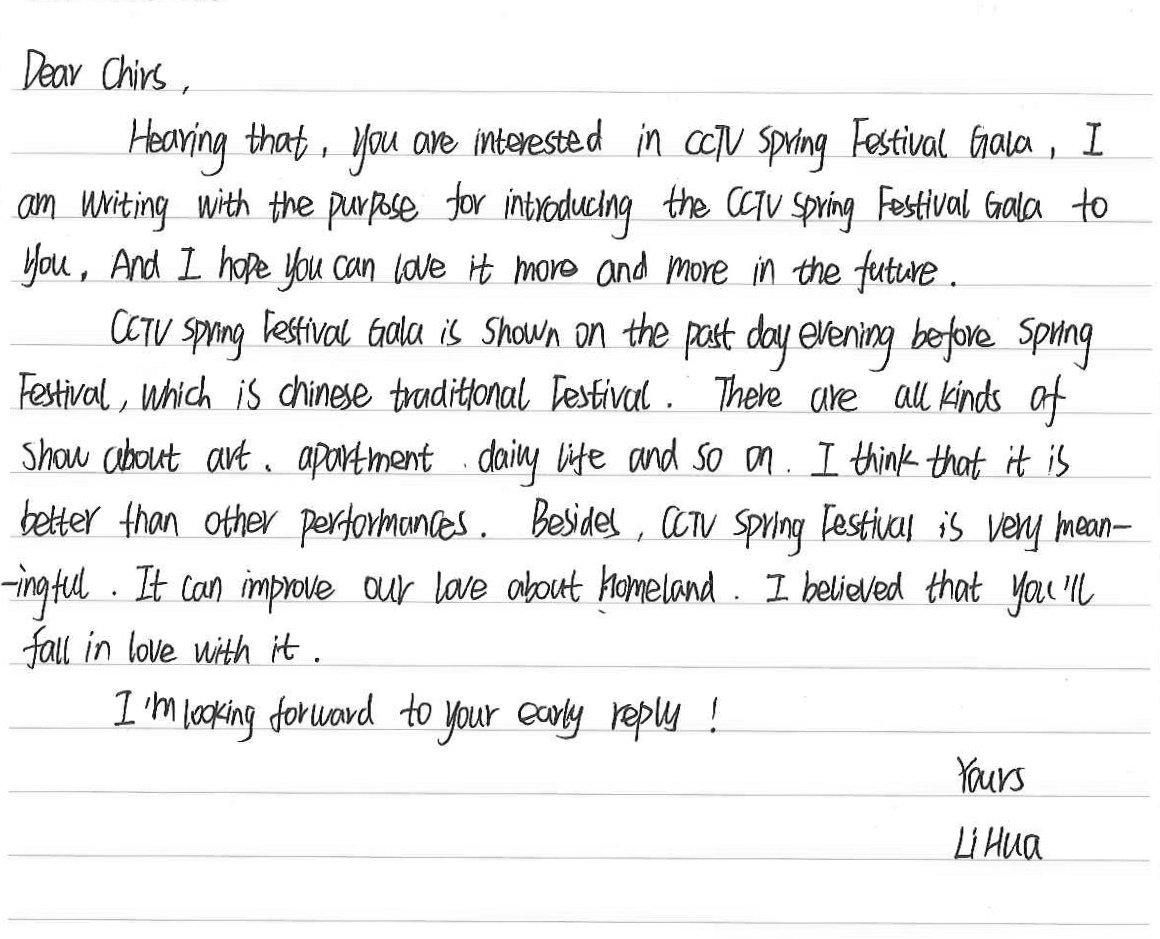 Dear Chirs,
Hearing that, you are interested in CCTV Spring Festival Gala, I
am writing with the purpose for introducing the CCTV Spring Festival Gala to
you, And I hope you can love it more and more in the future.
CCTV Spring Festival Gala is shown on the past day evening before Spring
Festival, which is chinese traditional Festival. There are all kinds of
show about art. apartment. daily life and so on. I think that it is
better than other performances. Besides, CCTV Spring Festival is very mean-
-ingful. It can improve our love about homeland. I believed that you'll
fall in love with it.
I'm looking forward to your early reply!
Yours
Li Hua